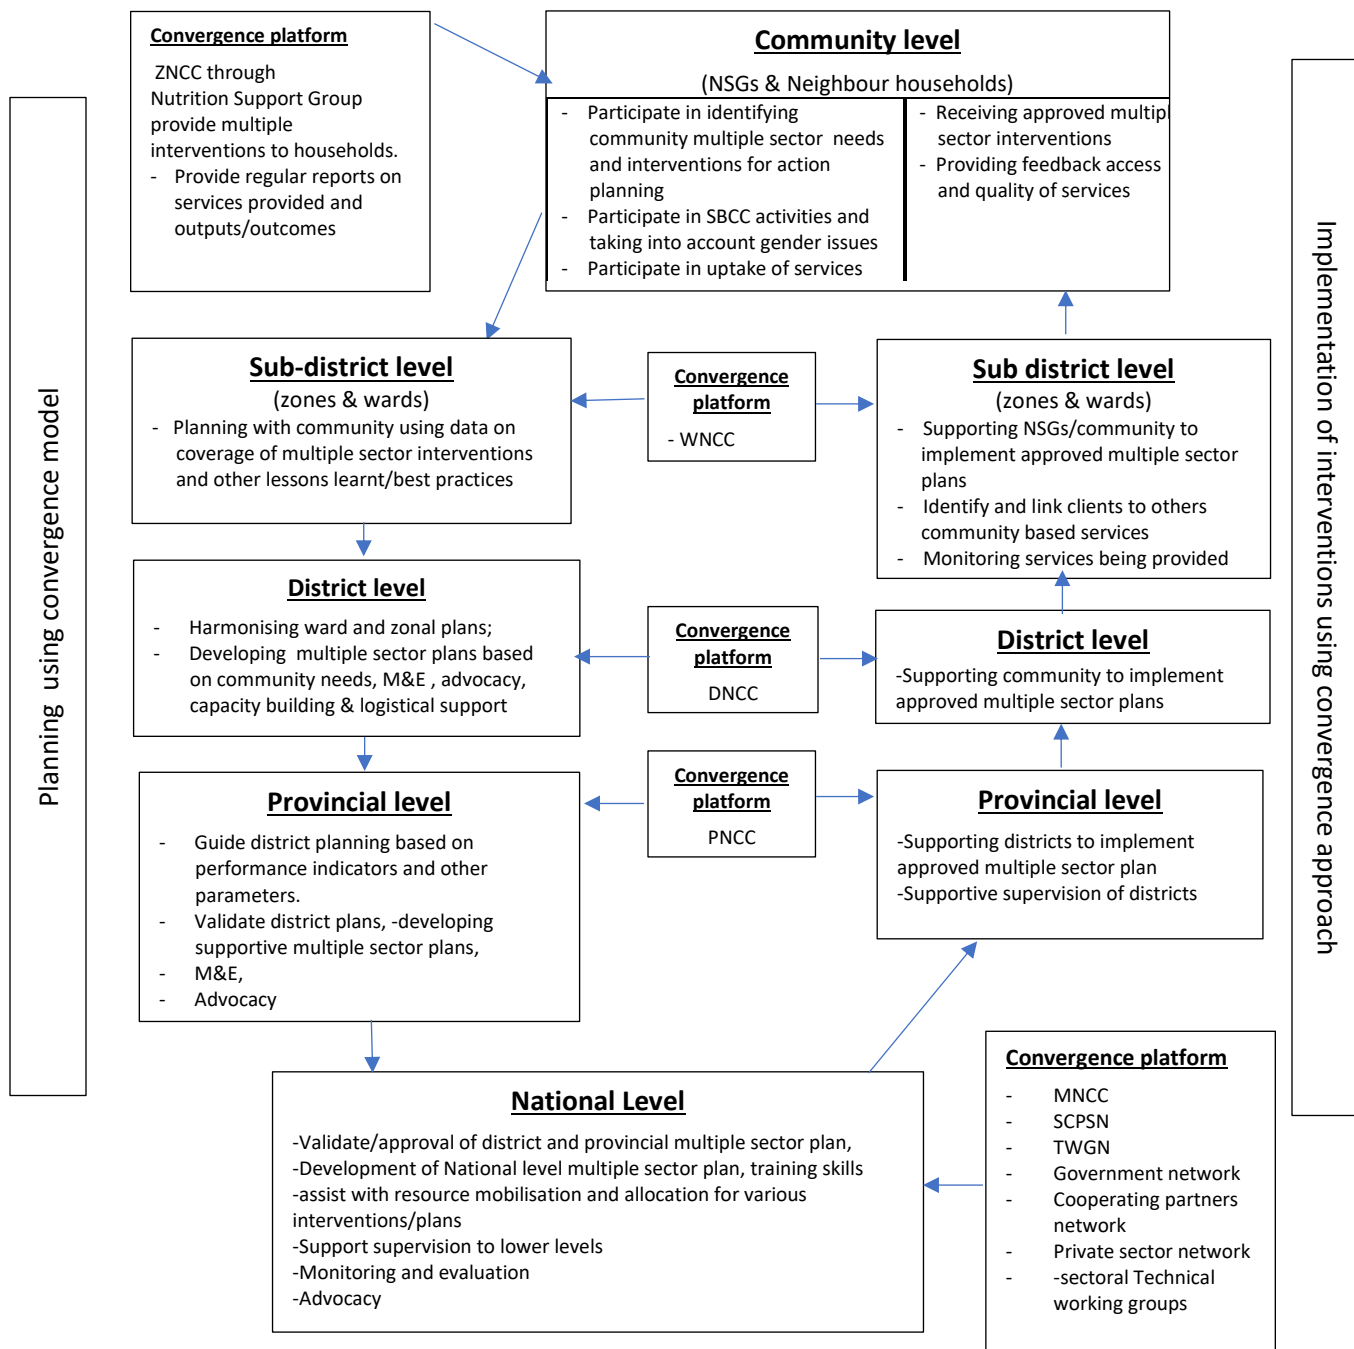 Convergence platform
ZNCC through
Nutrition Support Group
provide multiple
interventions to households.
- Provide regular reports on
services provided and
outputs/outcomes
Community level
(NSGs & Neighbour households)
- Participate in identifying
community multiple sector needs
and interventions for action
planning
- Participate in SBCC activities and
taking into account gender issues
- Participate in uptake of services
- Receiving approved multipl
sector interventions
- Providing feedback access
and quality of services
Planning using convergence model
Implementation of interventions using convergence approach
Sub-district level
(zones & wards)
- Planning with community using data on
coverage of multiple sector interventions
and other lessons learnt/best practices
Convergence
platform
- WNCC
Sub district level
(zones & wards)
- Supporting NSGs/community to
implement approved multiple sector
plans
- Identify and link clients to others
community based services
- Monitoring services being provided
District level
- Harmonising ward and zonal plans;
- Developing multiple sector plans based
on community needs, M&E , advocacy,
capacity building & logistical support
Convergence
platform
DNCC
District level
-Supporting community to implement
approved multiple sector plans
Provincial level
- Guide district planning based on
performance indicators and other
parameters.
- Validate district plans, -developing
supportive multiple sector plans,
- M&E,
- Advocacy
Convergence
platform
PNCC
Provincial level
-Supporting districts to implement
approved multiple sector plan
-Supportive supervision of districts
National Level
-Validate/approval of district and provincial multiple sector plan,
-Development of National level multiple sector plan, training skills
-assist with resource mobilisation and allocation for various
interventions/plans
-Support supervision to lower levels
-Monitoring and evaluation
-Advocacy
Convergence platform
- MNCC
- SCPSN
- TWGN
- Government network
- Cooperating partners
network
- Private sector network
- -sectoral Technical
working groups